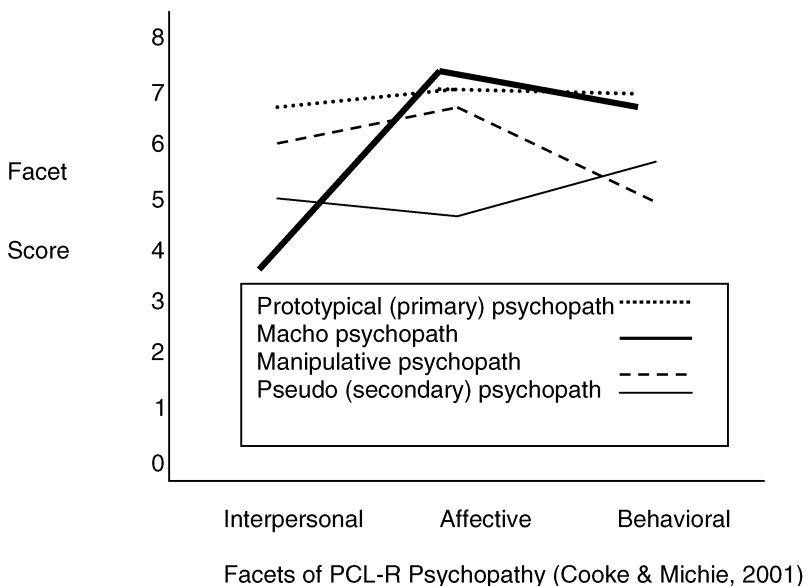 8
7
6
Facet
5
Score
4
3
2
1
0
Prototypical (primary) psychopath
Macho psychopath
Manipulative psychopath
Pseudo (secondary) psychopath
Interpersonal Affective Behavioral
Facets of PCL-R Psychopathy (Cooke & Michie, 2001)